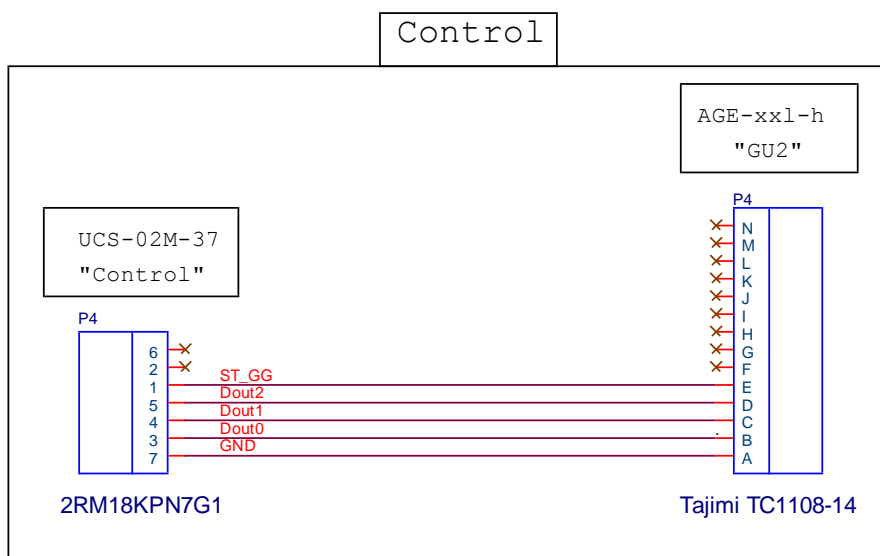 Control
AGE-xxl-h
"GU2"
UCS-02M-37
"Control"
P4
6
2
1
5
4
3
7
ST_GG
Dout2
Dout1
Dout0
GND
2RM18KPN7G1
P4
N
M
L
K
J
I
H
G
F
E
D
C
B
A
Tajimi TC1108-14